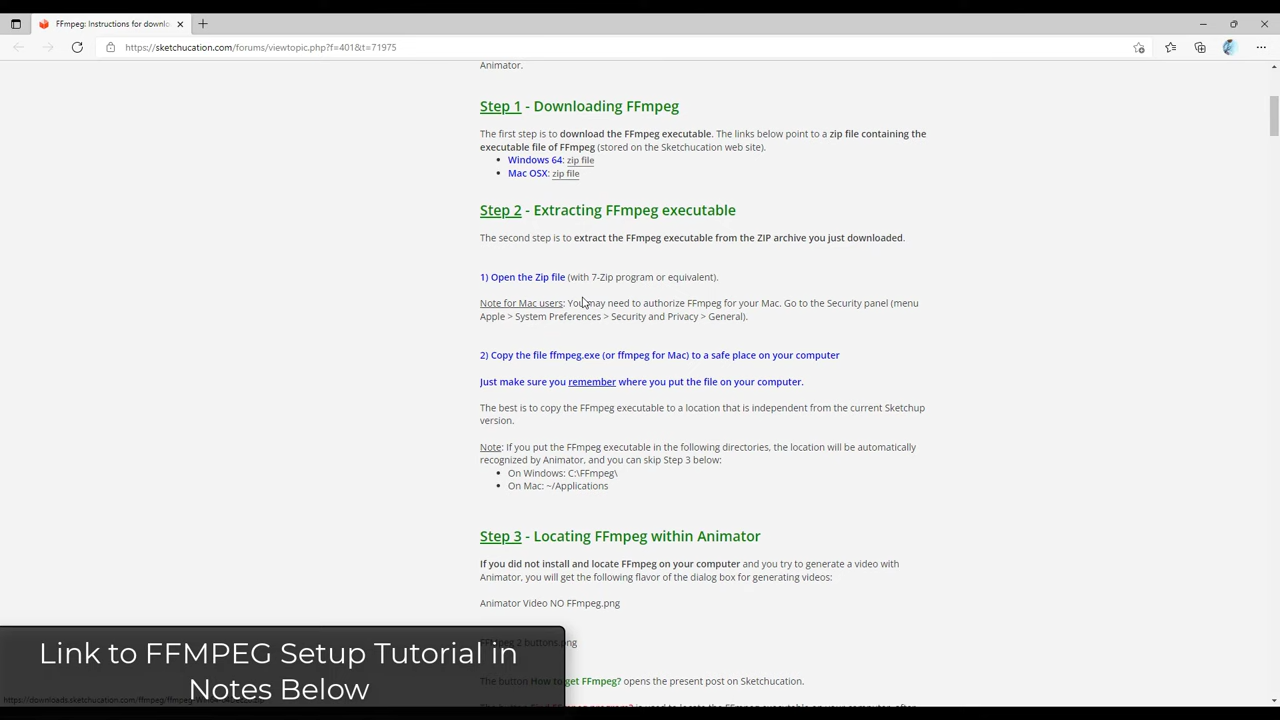 FFmpeg: Instructions for downlo
https://sketchucation.com/forums/viewtopic.php?f=401&t=71975
Animator.
Step 1 - Downloading FFmpeg
The first step is to download the FFmpeg executable. The links below point to a zip file containing the
executable file of FFmpeg (stored on the Sketchucation web site).
Windows 64: zip file
Mac OSX: zip file
Step 2 - Extracting FFmpeg executable
The second step is to extract the FFmpeg executable from the ZIP archive you just downloaded.
1) Open the Zip file (with 7-Zip program or equivalent).
Note for Mac users: You may need to authorize FFmpeg for your Mac. Go to the Security panel (menu
Apple > System Preferences > Security and Privacy > General).
2) Copy the file ffmpeg.exe (or ffmpeg for Mac) to a safe place on your computer
Just make sure you remember where you put the file on your computer.
The best is to copy the FFmpeg executable to a location that is independent from the current Sketchup
version.
Note: If you put the FFmpeg executable in the following directories, the location will be automatically
recognized by Animator, and you can skip Step 3 below:
On Windows: C:\FFmpeg\
On Mac: ~/Applications
Step 3 - Locating FFmpeg within Animator
If you did not install and locate FFmpeg on your computer and you try to generate a video with
Animator, you will get the following flavor of the dialog box for generating videos:
Animator Video NO FFmpeg.png
FFmpeg 2 buttons.png
The button How to get FFmpeg? opens the present post on Sketchucation.
Link to FFMPEG Setup Tutorial in
Notes Below